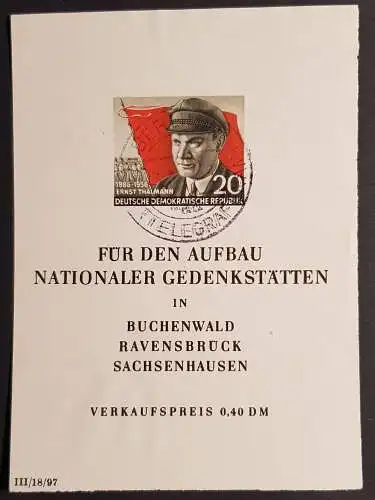 1886-1956
ERNST THÄLMANN
20
DEUTSCHE DEMOKRATISCHE REPUBLIK
TELEGRAF
FÜR DEN AUFBAU
NATIONALER GEDENKSTÄTTEN
IN
BUCHENWALD
RAVENSBRÜCK
SACHSENHAUSEN
VERKAUFSPREIS 0,40 DM
III/18/97